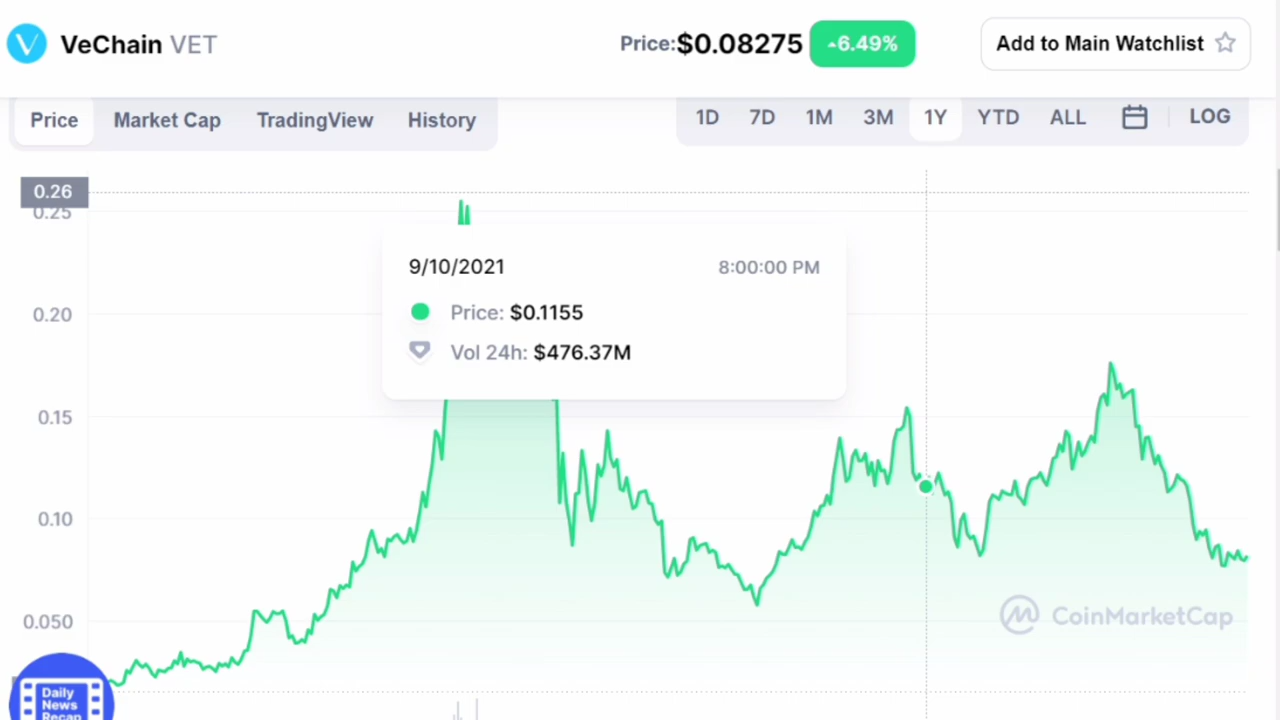 VeChain VET
Price:$0.08275 6.49%
Add to Main Watchlist
Price Market Cap TradingView History
1D 7D 1M 3M 1Y YTD ALL LOG
0.26
0.25
9/10/2021 8:00:00 PM
Price: $0.1155
Vol 24h: $476.37M
0.20
0.15
0.10
0.050
CoinMarketCap
Daily
News
Recap